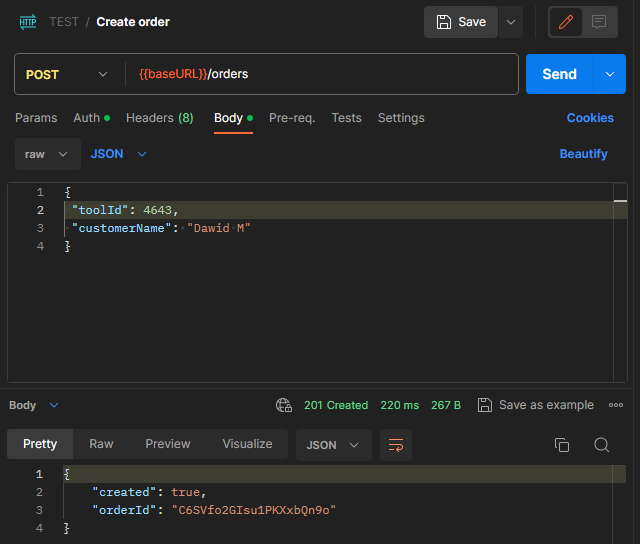 HTTP TEST / Create order Save
POST {{baseURL}}/orders Send
Params Auth Headers (8) Body Pre-req. Tests Settings Cookies
raw JSON Beautify
1 {
2 "toolId": 4643,
3 "customerName": "Dawid M"
4 }
Body 201 Created 220 ms 267 B Save as example
Pretty Raw Preview Visualize JSON
1 {
2 "created": true,
3 "orderId": "C6SVfo2GIsu1PKXxbQn9o"
4 }